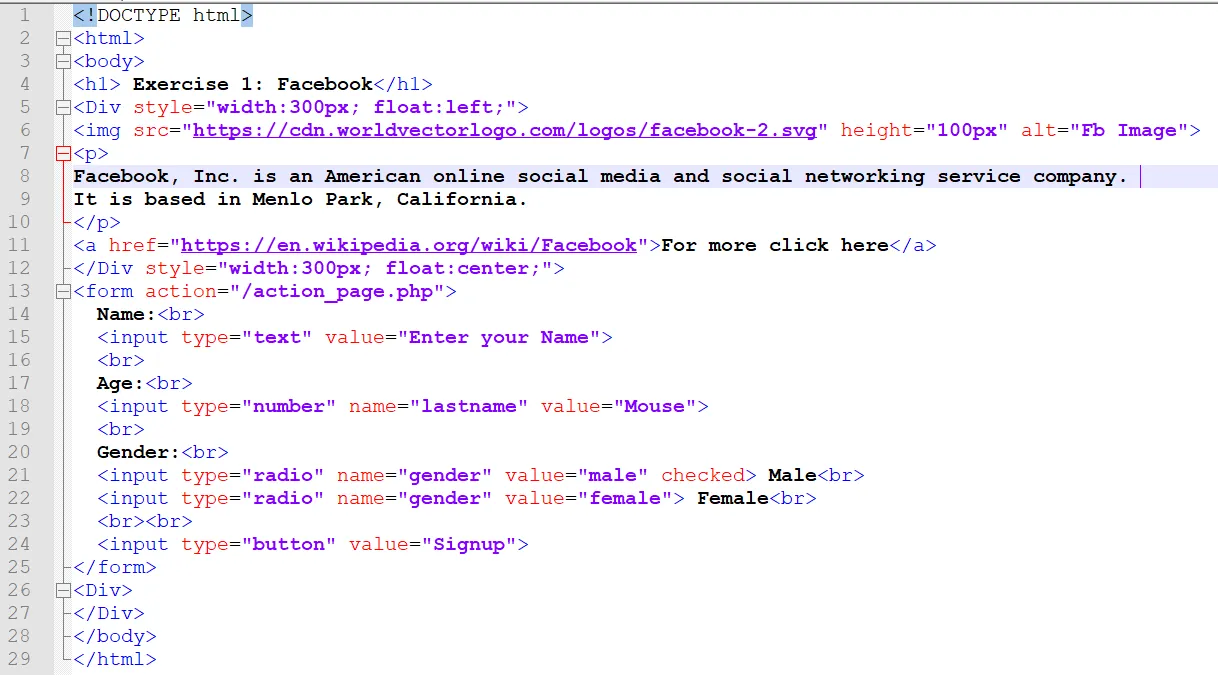 1 <!DOCTYPE html>
2 <html>
3 <body>
4 <h1> Exercise 1: Facebook</h1>
5 <Div style="width:300px; float:left;">
6 <img src="https://cdn.worldvectorlogo.com/logos/facebook-2.svg" height="100px" alt="Fb Image">
7 <p>
8 Facebook, Inc. is an American online social media and social networking service company.
9 It is based in Menlo Park, California.
10 </p>
11 <a href="https://en.wikipedia.org/wiki/Facebook">For more click here</a>
12 </Div style="width:300px; float:center;">
13 <form action="/action_page.php">
14 Name:<br>
15 <input type="text" value="Enter your Name">
16 <br>
17 Age:<br>
18 <input type="number" name="lastname" value="Mouse">
19 <br>
20 Gender:<br>
21 <input type="radio" name="gender" value="male" checked> Male<br>
22 <input type="radio" name="gender" value="female"> Female<br>
23 <br><br>
24 <input type="button" value="Signup">
25 </form>
26 <Div>
27 </Div>
28 </body>
29 </html>